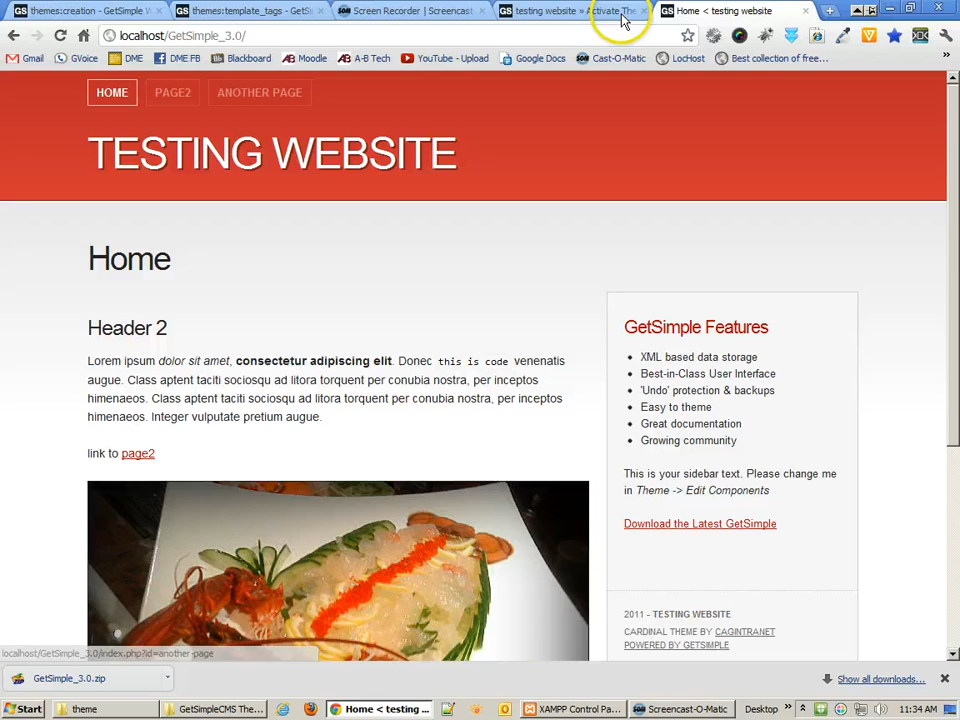 themes:creation - GetSimple W
themes:template_tags - GetSi
Screen Recorder | Screencast
testing website » Activate The
Home < testing website
localhost/GetSimple_3.0/
Gmail
GVoice
DME
DME FB
Blackboard
Moodle
A-B Tech
YouTube - Upload
Google Docs
Cast-O-Matic
LocHost
Best collection of free...
»
HOME
PAGE2
ANOTHER PAGE
TESTING WEBSITE
Home
Header 2
Lorem ipsum dolor sit amet, consectetur adipiscing elit. Donec this is code venenatis
augue. Class aptent taciti sociosqu ad litora torquent per conubia nostra, per inceptos
himenaeos. Class aptent taciti sociosqu ad litora torquent per conubia nostra, per inceptos
himenaeos. Integer vulputate pretium augue.
link to page2
GetSimple Features
XML based data storage
Best-in-Class User Interface
'Undo' protection & backups
Easy to theme
Great documentation
Growing community
This is your sidebar text. Please change me
in Theme -> Edit Components
Download the Latest GetSimple
2011 - TESTING WEBSITE
CARDINAL THEME BY CAGINTRANET
POWERED BY GETSIMPLE
localhost/GetSimple_3.0/index.php?id=another-page
GetSimple_3.0.zip
Show all downloads...
Start
theme
GetSimpleCMS The...
Home < testing ...
XAMPP Control Pa...
Screencast-O-Matic
Desktop
»
11:34 AM